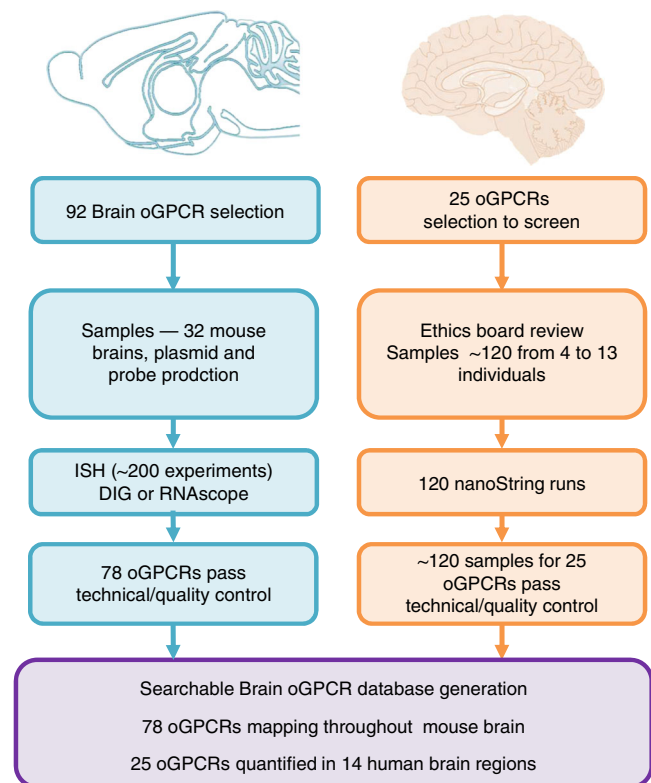 92 Brain oGPCR selection
Samples — 32 mouse
brains, plasmid and
probe prodction
ISH (~200 experiments)
DIG or RNAscope
78 oGPCRs pass
technical/quality control
25 oGPCRs
selection to screen
Ethics board review
Samples ~120 from 4 to 13
individuals
120 nanoString runs
~120 samples for 25
oGPCRs pass
technical/quality control
Searchable Brain oGPCR database generation
78 oGPCRs mapping throughout mouse brain
25 oGPCRs quantified in 14 human brain regions